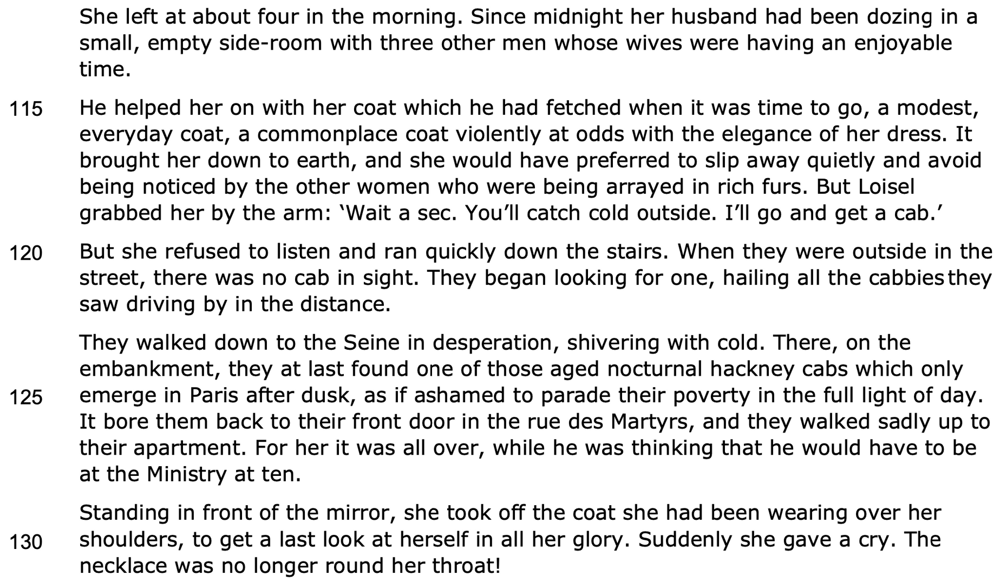 She left at about four in the morning. Since midnight her husband had been dozing in a
small, empty side-room with three other men whose wives were having an enjoyable
time.
115 He helped her on with her coat which he had fetched when it was time to go, a modest,
everyday coat, a commonplace coat violently at odds with the elegance of her dress. It
brought her down to earth, and she would have preferred to slip away quietly and avoid
being noticed by the other women who were being arrayed in rich furs. But Loisel
grabbed her by the arm: ‘Wait a sec. You’ll catch cold outside. I’ll go and get a cab.’
120 But she refused to listen and ran quickly down the stairs. When they were outside in the
street, there was no cab in sight. They began looking for one, hailing all the cabbies they
saw driving by in the distance.
They walked down to the Seine in desperation, shivering with cold. There, on the
embankment, they at last found one of those aged nocturnal hackney cabs which only
125 emerge in Paris after dusk, as if ashamed to parade their poverty in the full light of day.
It bore them back to their front door in the rue des Martyrs, and they walked sadly up to
their apartment. For her it was all over, while he was thinking that he would have to be
at the Ministry at ten.
Standing in front of the mirror, she took off the coat she had been wearing over her
130 shoulders, to get a last look at herself in all her glory. Suddenly she gave a cry. The
necklace was no longer round her throat!